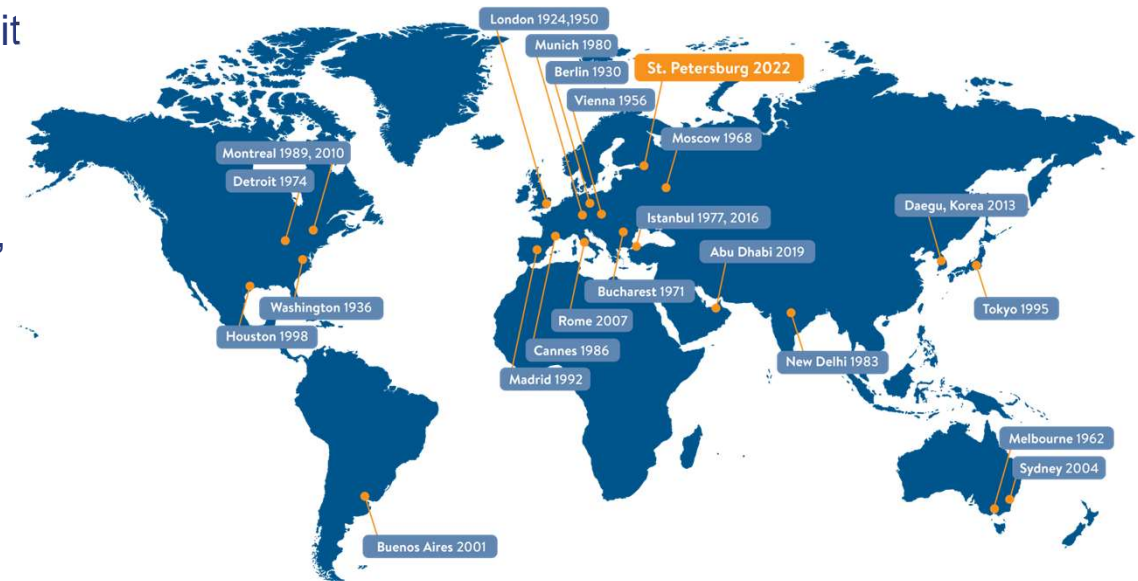 it
,
London 1924,1950
Munich 1980
Berlin 1930
St. Petersburg 2022
Vienna 1956
Moscow 1968
Montreal 1989, 2010
Detroit 1974
Daegu, Korea 2013
Istanbul 1977, 2016
Abu Dhabi 2019
Bucharest 1971
Washington 1936
Tokyo 1995
Rome 2007
Houston 1998
Cannes 1986
New Delhi 1983
Madrid 1992
Melbourne 1962
Sydney 2004
Buenos Aires 2001